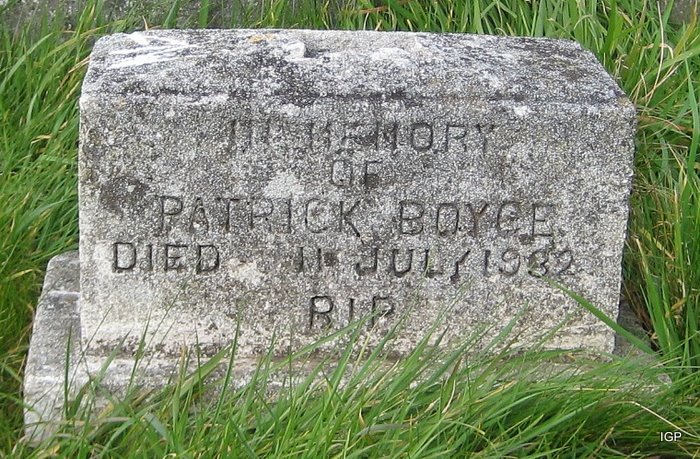 IN MEMORY
OF
PATRICK BOYCE
DIED 11 JULY 1932
RIP
IGP